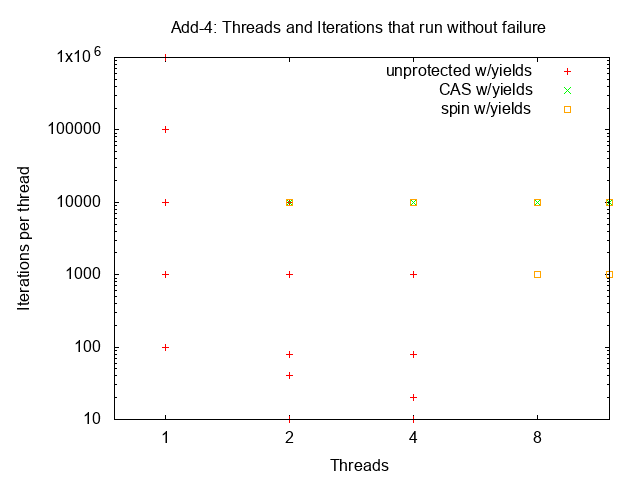 Add-4: Threads and Iterations that run without failure
1x10^6
100000
10000
1000
100
10
Iterations per thread
unprotected w/yields
CAS w/yields
spin w/yields
1 2 4 8
Threads